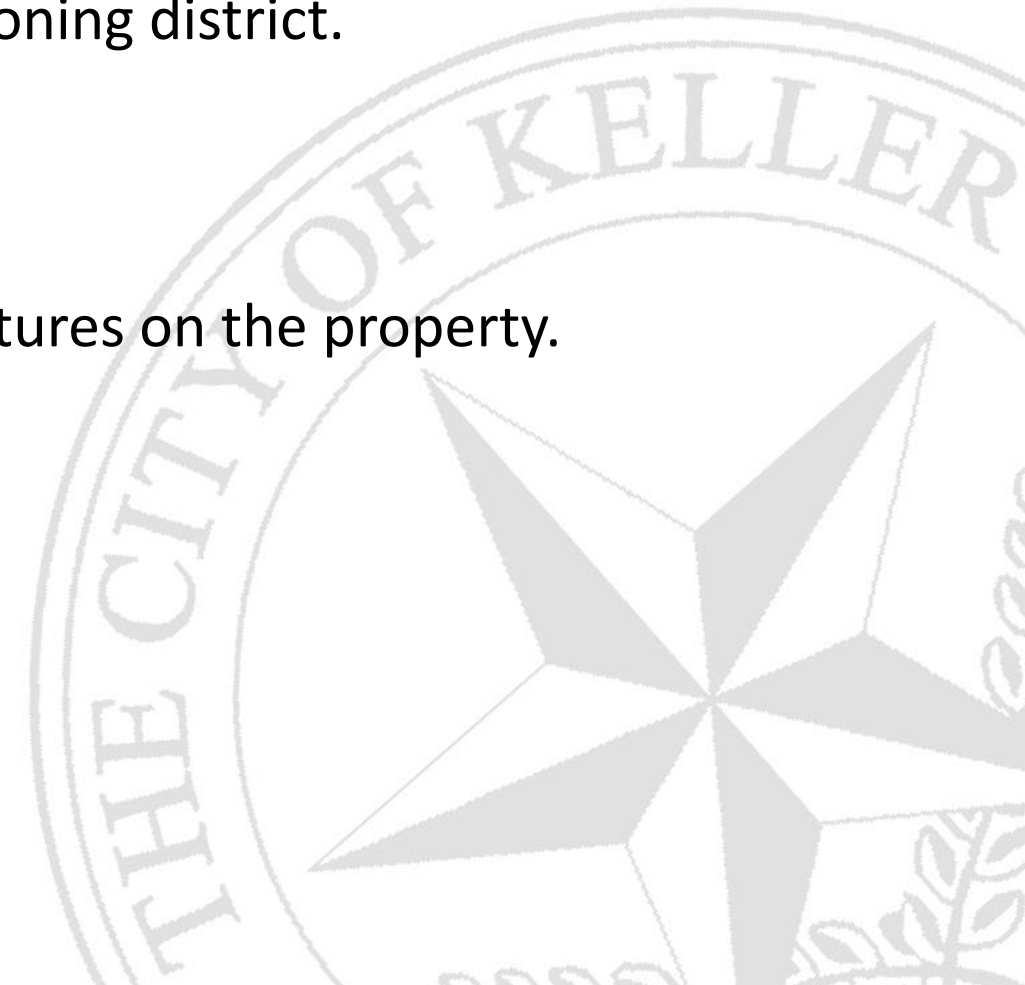 oning district.
THE CITY OF KELLER
tures on the property.